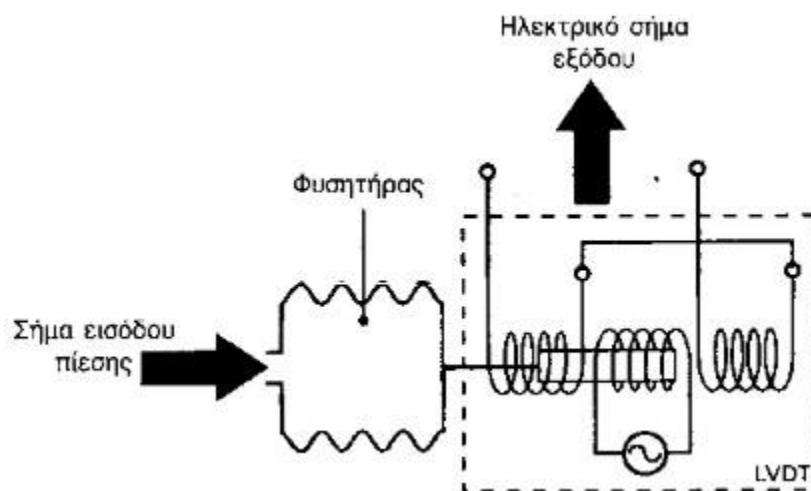 Ηλεκτρικό σήμα
εξόδου
Φυσητήρας
Σήμα εισόδου
πίεσης
LVDT